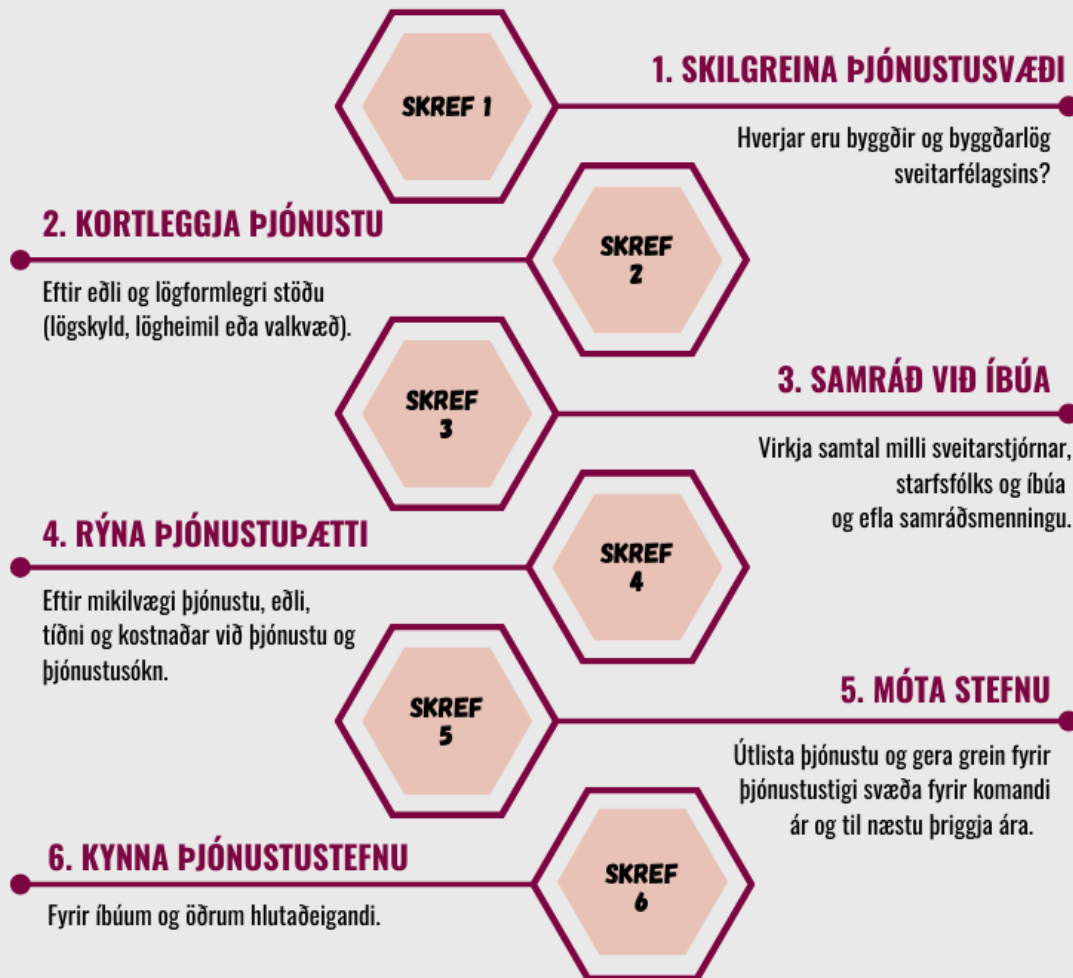 SKREF 1
1. SKILGREINA ÞJÓNUSTUSVÆÐI
Hverjar eru byggðir og byggðarlög
sveitarfélagsins?
2. KORTLEGGJA ÞJÓNUSTU
Eftir eðli og lögformlegri stöðu
(lögskyld, lögheimil eða valkvæð).
SKREF
2
SKREF
3
3. SAMRÁÐ VIÐ ÍBÚA
Virkja samtal milli sveitarstjórnar,
starfsfólks og íbúa
og efla samráðsmenningu.
4. RÝNA ÞJÓNUSTUÞÆTTI
Eftir mikilvægi þjónustu, eðli,
tíðni og kostnaðar við þjónustu og
þjónustusókn.
SKREF
4
SKREF
5
5. MÓTA STEFNU
Útlista þjónustu og gera grein fyrir
þjónustustigi svæða fyrir komandi
ár og til næstu þriggja ára.
6. KYNNA ÞJÓNUSTUSTEFNU
Fyrir íbúum og öðrum hlutaðeigandi.
SKREF
6